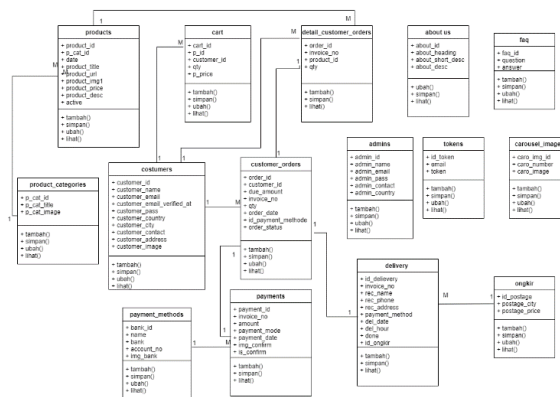 products
+ product_id
+ p_cat_id
+ date
+ product_title
+ product_url
+ product_img1
+ product_price
+ product_desc
+ active
+ tambah()
+ simpan()
+ ubah()
+ lihat()
cart
+ cart_id
+ p_id
+ customer_id
+ qty
+ p_price
+ tambah()
+ simpan()
+ ubah()
+ lihat()
detail_customer_orders
+ order_id
+ invoice_no
+ product_id
+ qty
+ tambah()
+ simpan()
+ ubah()
+ lihat()
about us
+ about_id
+ about_heading
+ about_short_desc
+ about_desc
+ ubah()
+ simpan()
+ lihat()
faq
+ faq_id
+ question
+ answer
+ tambah()
+ simpan()
+ ubah()
+ lihat()
product_categories
+ p_cat_id
+ p_cat_title
+ p_cat_image
+ tambah()
+ simpan()
+ ubah()
+ lihat()
costumers
+ customer_id
+ customer_name
+ customer_email
+ customer_email_verified_at
+ customer_pass
+ customer_country
+ customer_city
+ customer_contact
+ customer_address
+ customer_image
+ tambah()
+ simpan()
+ ubah()
+ lihat()
customer_orders
+ order_id
+ customer_id
+ due_amount
+ invoice_no
+ qty
+ order_date
+ id_payment_methode
+ order_status
+ tambah()
+ simpan()
+ ubah()
+ lihat()
admins
+ admin_id
+ admin_name
+ admin_email
+ admin_pass
+ admin_contact
+ admin_country
+ tambah()
+ simpan()
+ ubah()
+ lihat()
tokens
+ id_token
+ email
+ token
+ tambah()
+ simpan()
+ ubah()
+ lihat()
carousel_image
+ caro_img_id
+ caro_number
+ caro_image
+ tambah()
+ simpan()
+ ubah()
+ lihat()
payment_methods
+ bank_id
+ name
+ bank
+ account_no
+ img_bank
+ tambah()
+ simpan()
+ ubah()
+ lihat()
payments
+ payment_id
+ invoice_no
+ amount
+ payment_mode
+ payment_date
+ img_confirm
+ is_confirm
+ tambah()
+ simpan()
+ ubah()
+ lihat()
delivery
+ invoice_no
+ rec_name
+ rec_phone
+ rec_address
+ payment_method
+ del_date
+ del_hour
+ done
+ id_ongkir
+ tambah()
+ simpan()
+ lihat()
ongkir
+ id_postage
+ postage_city
+ postage_price
+ tambah()
+ simpan()
+ ubah()
+ lihat()
1
M
M
M
M
1
1
1
1
1
M
1
1
1
M
1
M
1